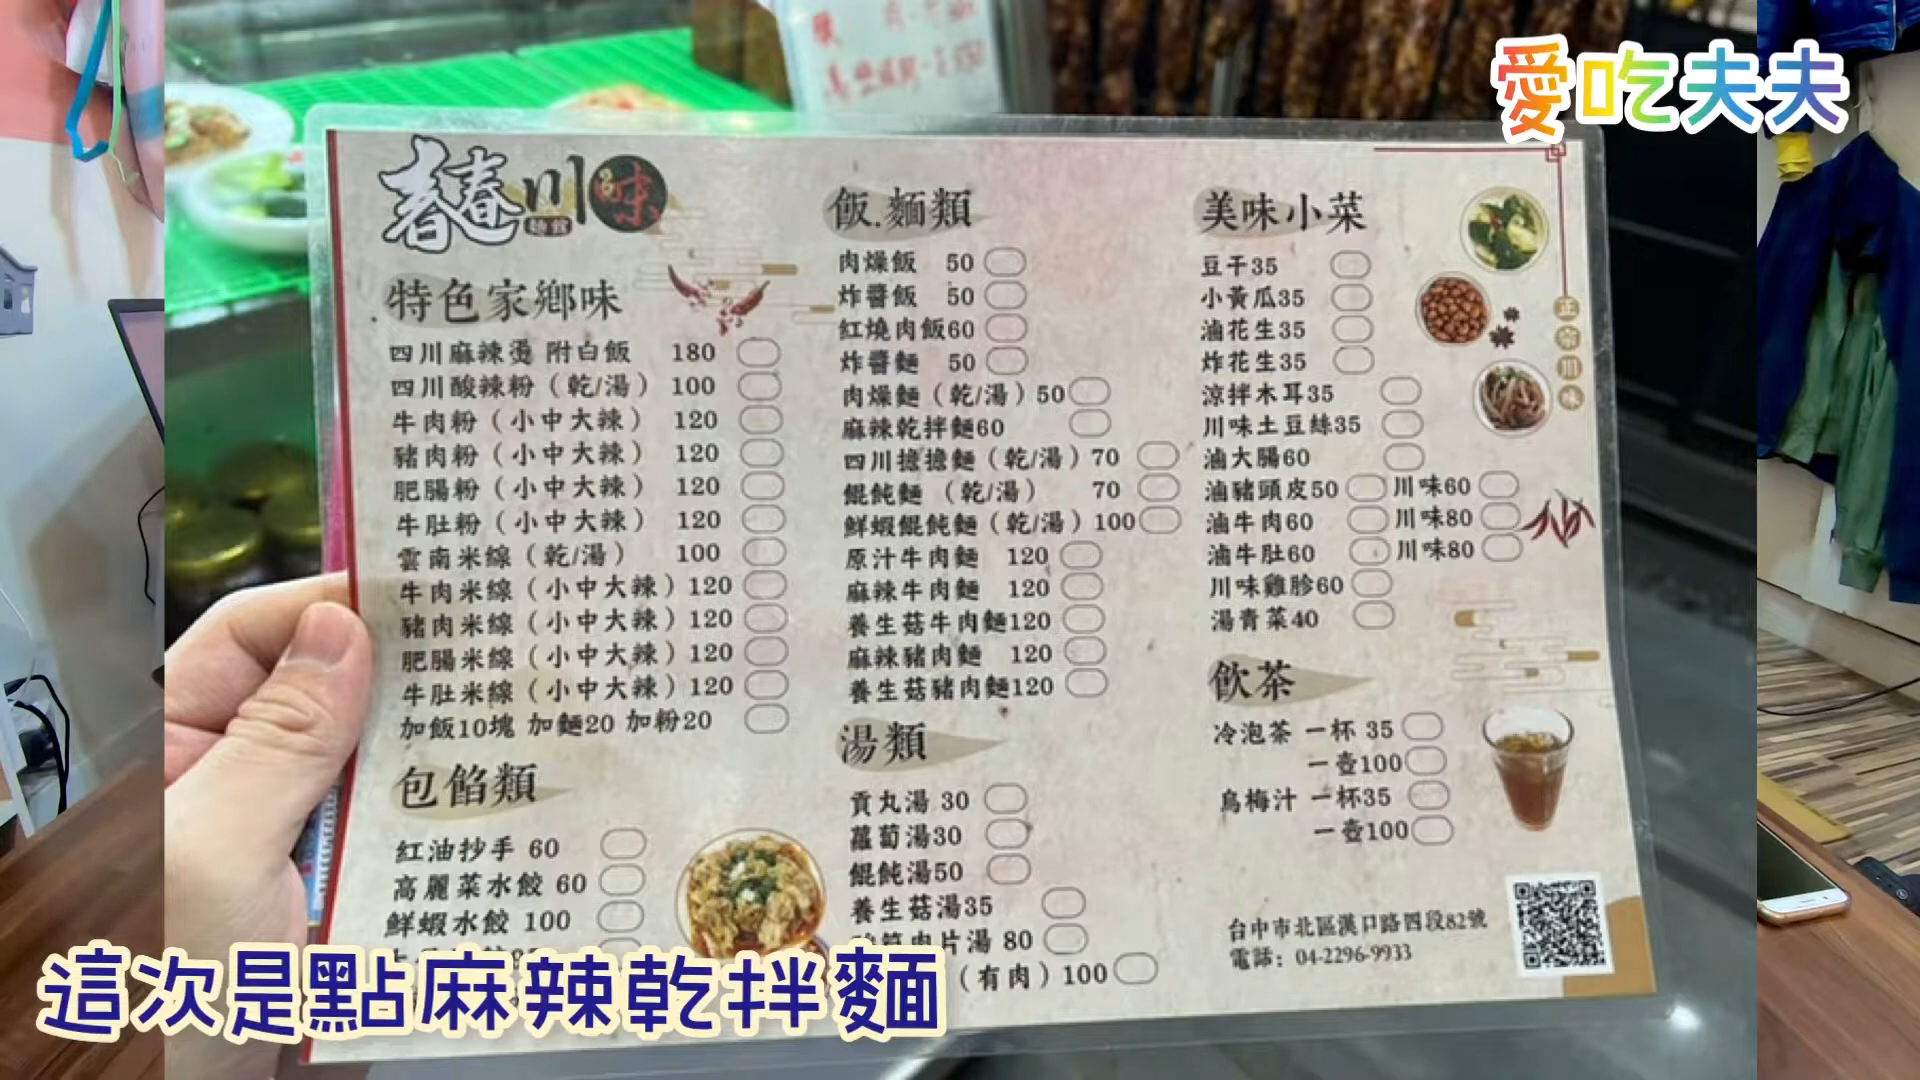 愛吃夫夫
春春川味
麵館
特色家鄉味
四川麻辣燙 附白飯 180
四川酸辣粉（乾/湯）100
牛肉粉（小中大辣）120
豬肉粉（小中大辣）120
肥腸粉（小中大辣）120
牛肚粉（小中大辣）120
雲南米線（乾/湯）100
牛肉米線（小中大辣）120
豬肉米線（小中大辣）120
肥腸米線（小中大辣）120
牛肚米線（小中大辣）120
加飯10塊 加麵20 加粉20
包餡類
紅油抄手 60
高麗菜水餃 60
鮮蝦水餃 100
飯.麵類
肉燥飯 50
炸醬飯 50
紅燒肉飯60
炸醬麵 50
肉燥麵（乾/湯）50
麻辣乾拌麵60
四川擔擔麵（乾/湯）70
餛飩麵（乾/湯）70
鮮蝦餛飩麵（乾/湯）100
原汁牛肉麵 120
麻辣牛肉麵 120
養生菇牛肉麵120
麻辣豬肉麵 120
養生菇豬肉麵120
湯類
貢丸湯 30
蘿蔔湯30
餛飩湯50
養生菇湯35
肉片湯 80
（有肉）100
美味小菜
豆干35
小黃瓜35
滷花生35
炸花生35
涼拌木耳35
川味土豆絲35
滷大腸60
滷豬頭皮50 川味60
滷牛肉60 川味80
滷牛肚60 川味80
川味雞胗60
湯青菜40
飲茶
冷泡茶 一杯 35
一壺100
烏梅汁 一杯35
一壺100
正宗川味
台中市北區漢口路四段82號
電話：04-2296-9933
這次是點麻辣乾拌麵